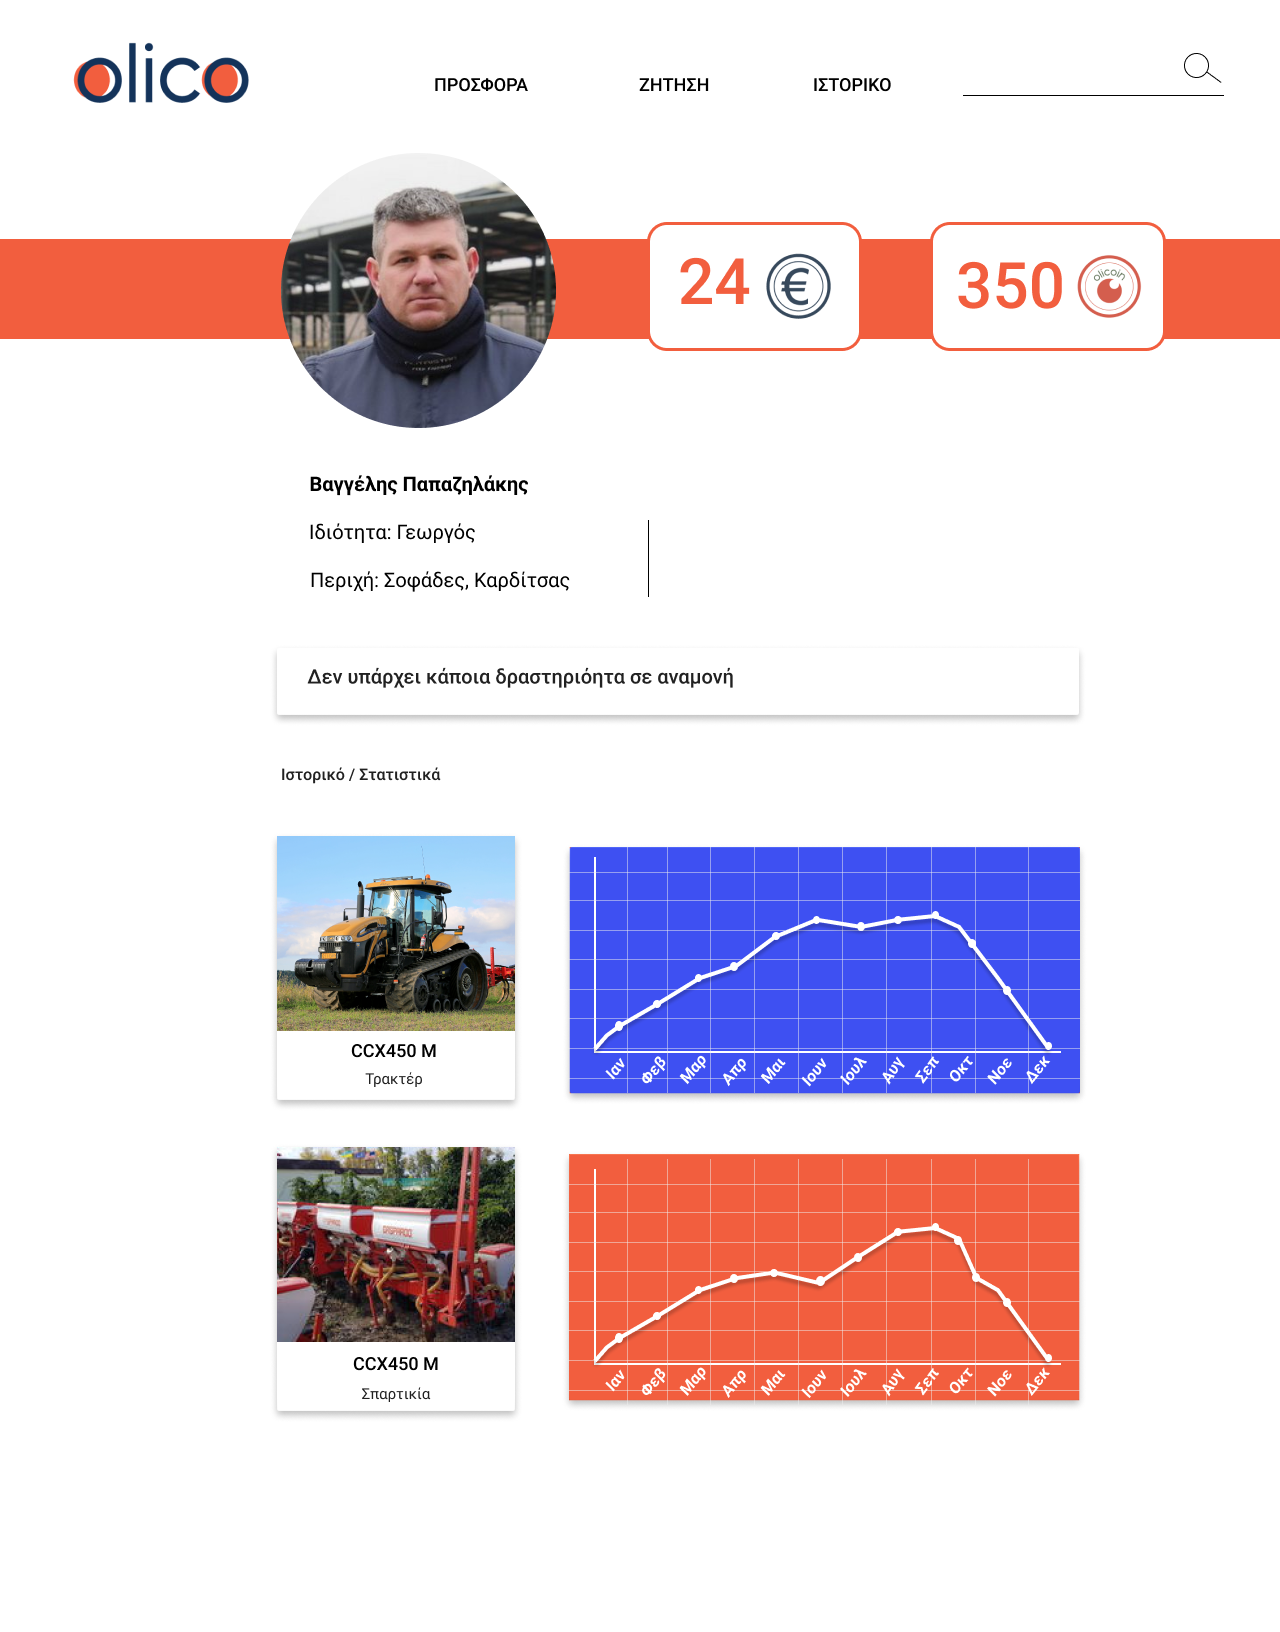 olico
ΠΡΟΣΦΟΡΑ ΖΗΤΗΣΗ ΙΣΤΟΡΙΚΟ
24 €
350 olicoin
Βαγγέλης Παπαζηλάκης
Ιδιότητα: Γεωργός
Περιχή: Σοφάδες, Καρδίτσας
Δεν υπάρχει κάποια δραστηριόητα σε αναμονή
Ιστορικό / Στατιστικά
CCX450 M
Τρακτέρ
Ιαν Φεβ Μαρ Απρ Μαι Ιουν Ιουλ Αυγ Σεπ Οκτ Νοε Δεκ
GASPARDO GASPARDO
CCX450 M
Σπαρτικία
Ιαν Φεβ Μαρ Απρ Μαι Ιουν Ιουλ Αυγ Σεπ Οκτ Νοε Δεκ